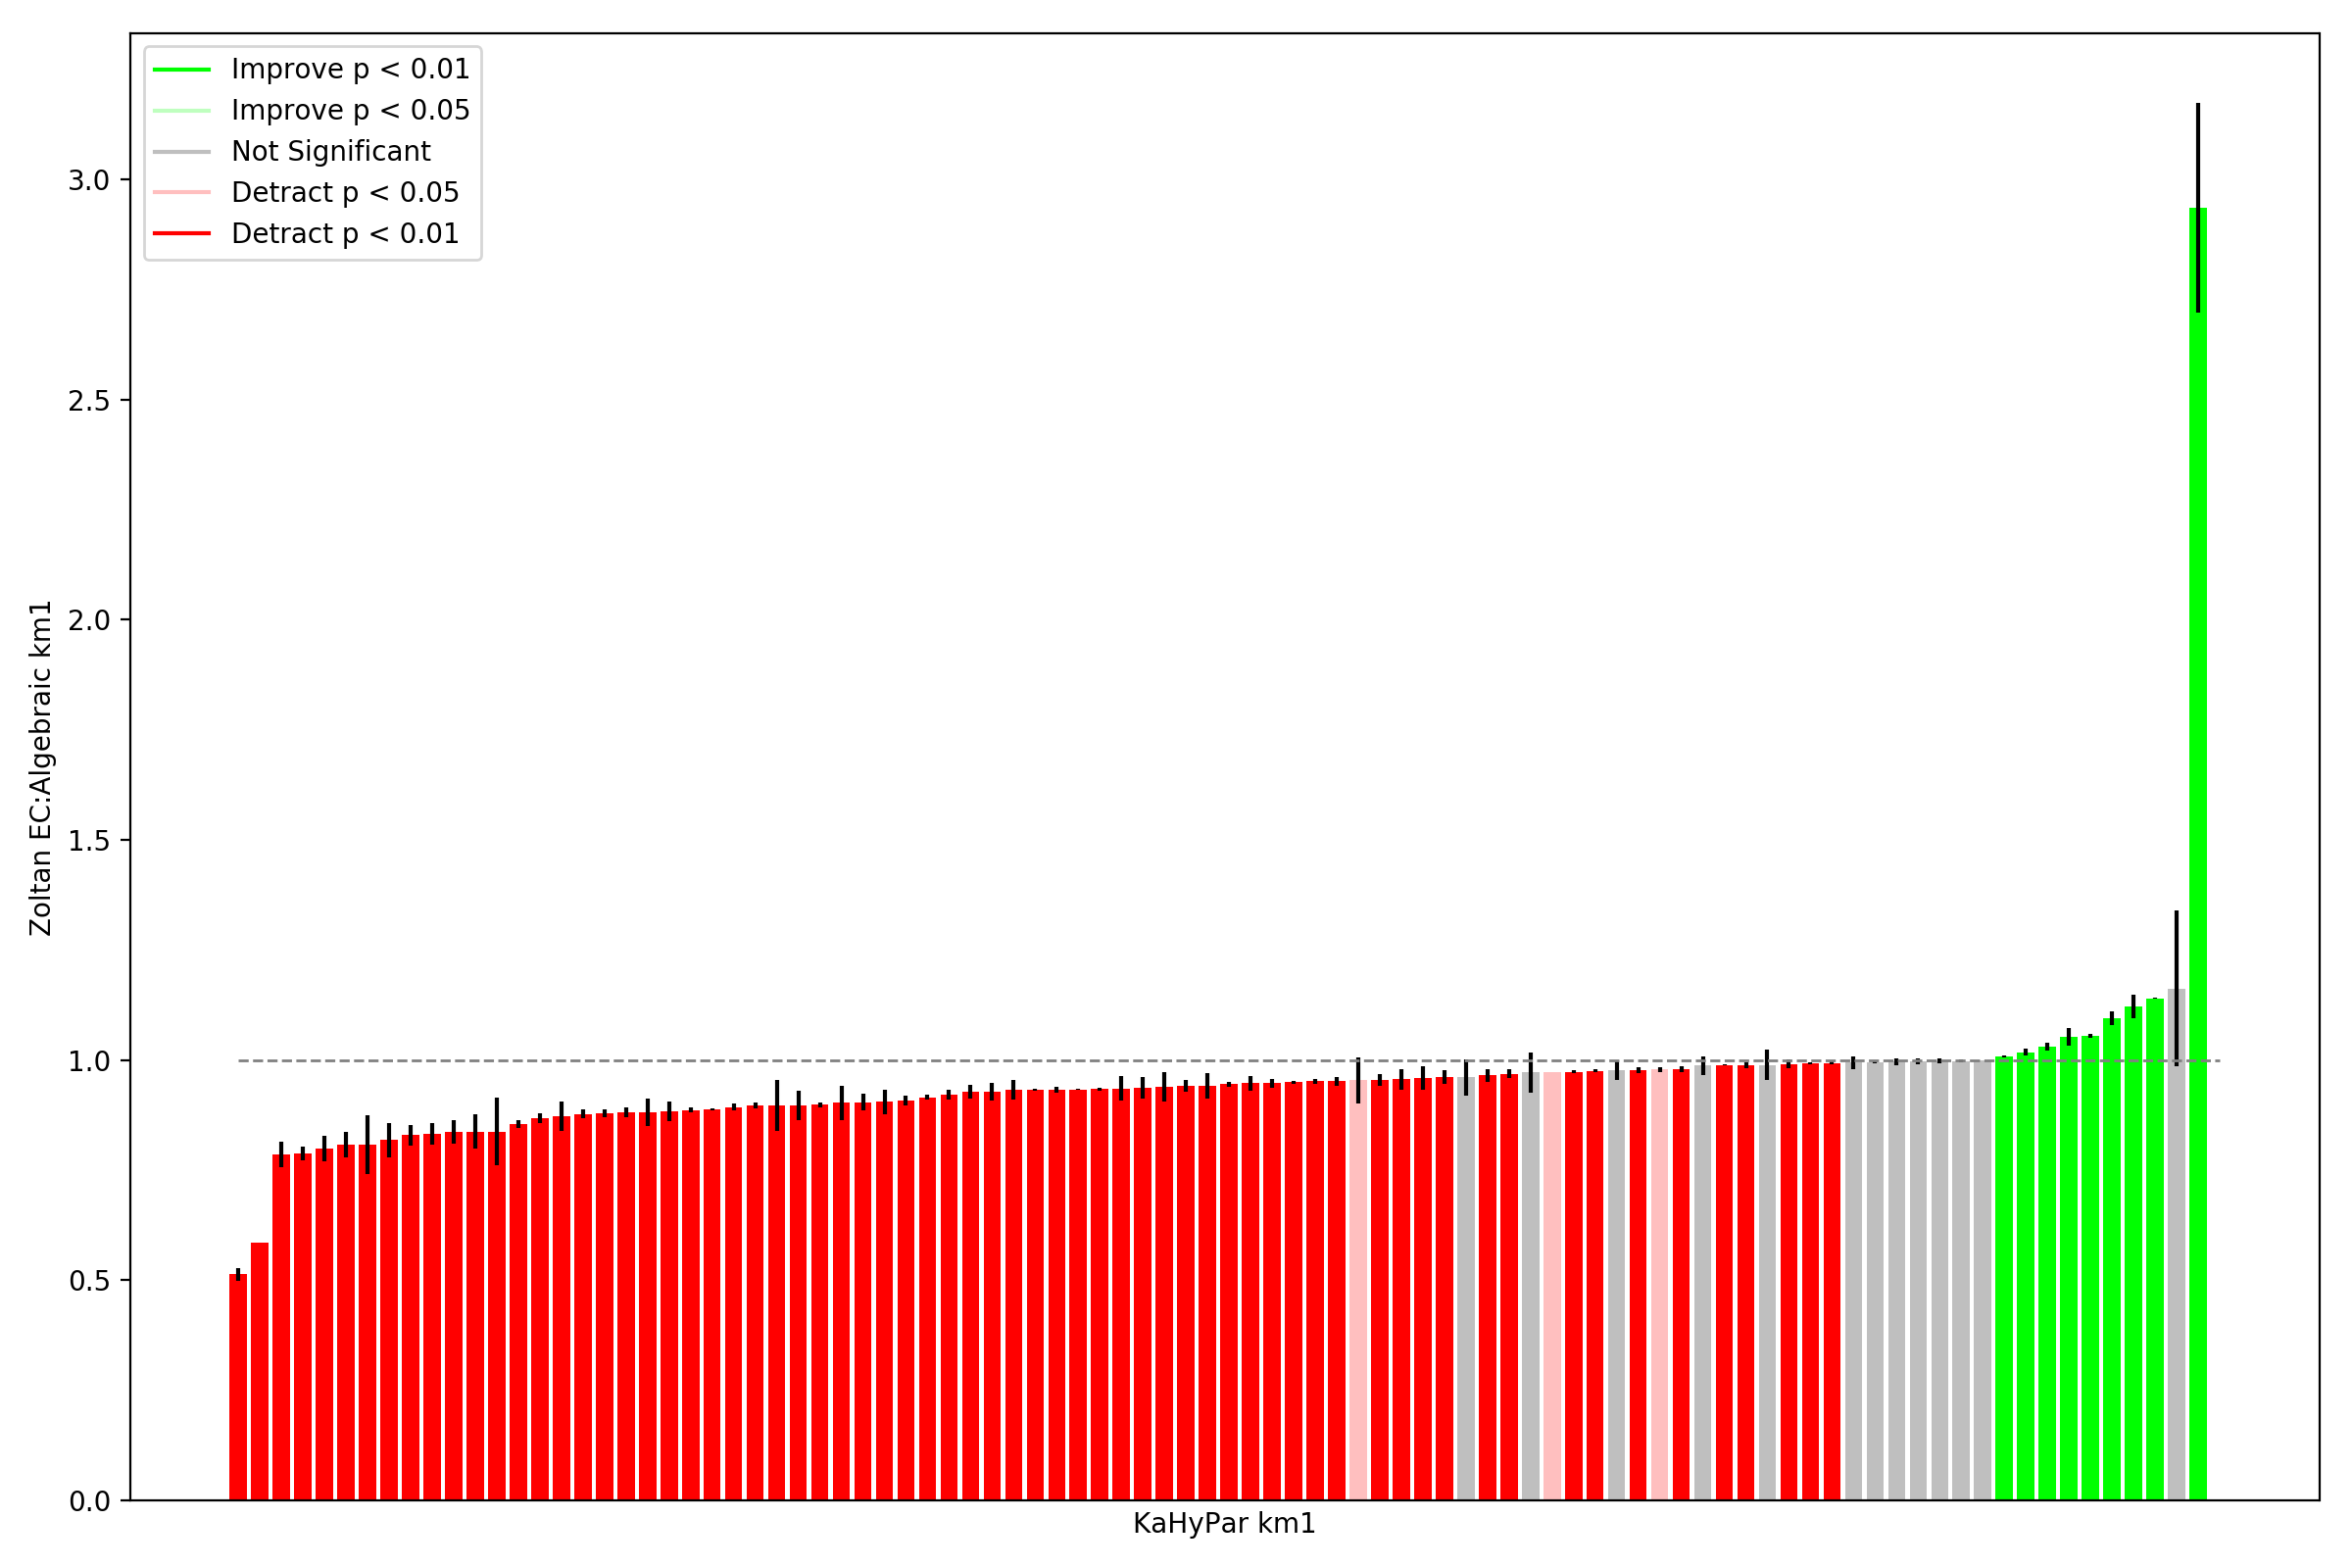 Improve p < 0.01
Improve p < 0.05
Not Significant
Detract p < 0.05
Detract p < 0.01
3.0
2.5
2.0
1.5
1.0
0.5
0.0
Zoltan EC:Algebraic km1
KaHyPar km1